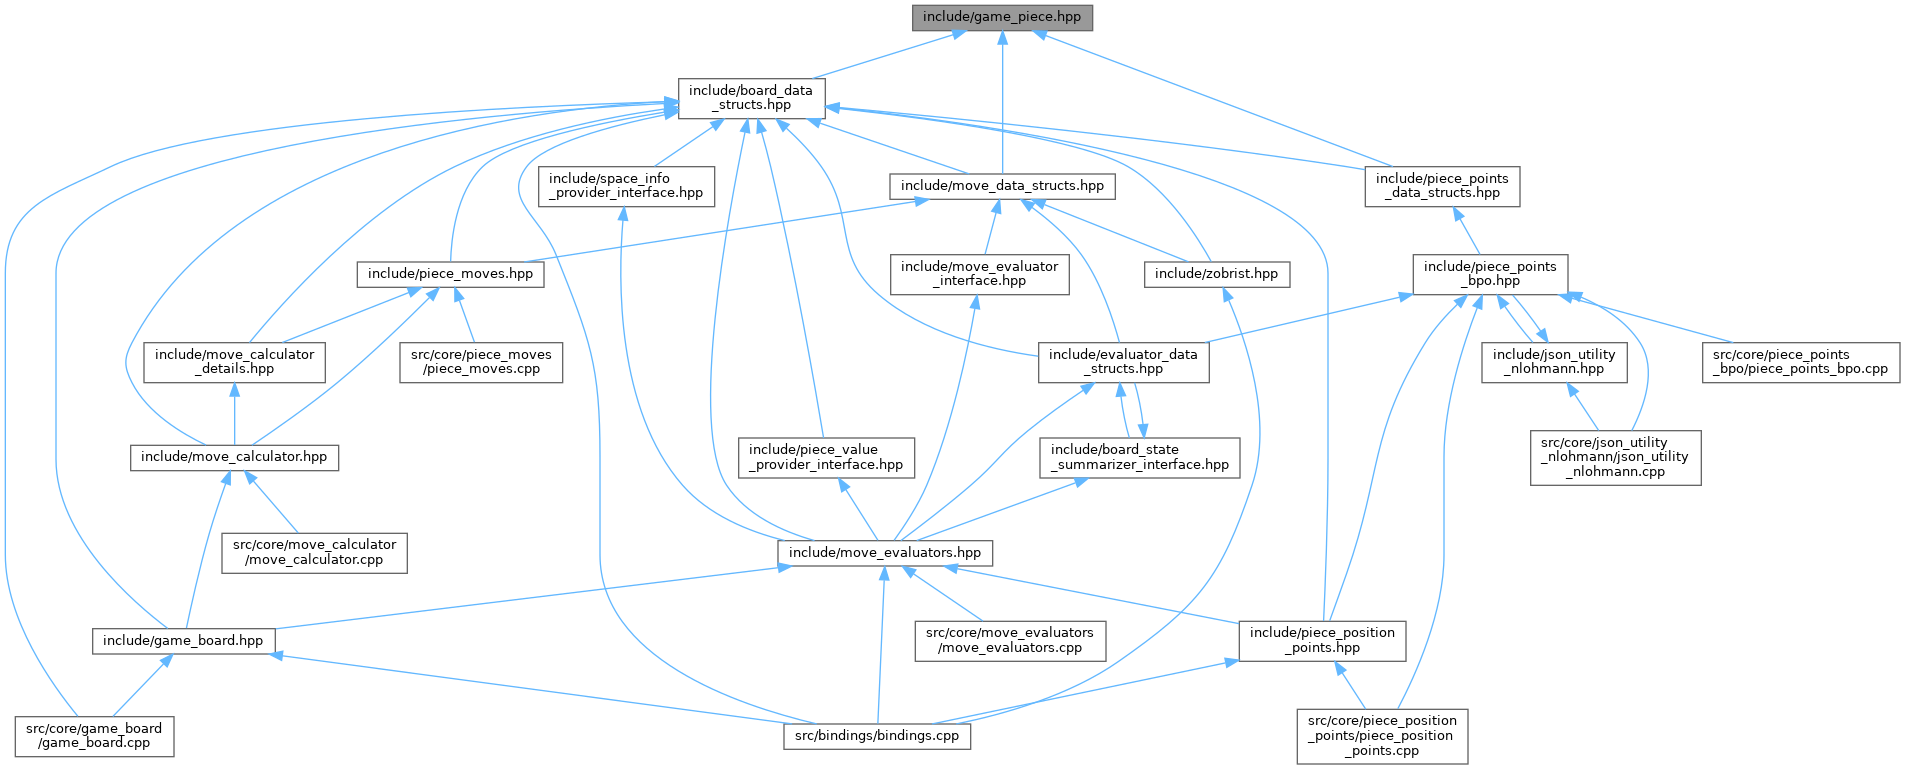 include/game_piece.hpp
include/board_data
_structs.hpp
include/space_info
_provider_interface.hpp
include/move_data_structs.hpp
include/piece_points
_data_structs.hpp
include/piece_moves.hpp
include/move_evaluator
_interface.hpp
include/zobrist.hpp
include/piece_points
_bpo.hpp
include/move_calculator
_details.hpp
src/core/piece_moves
/piece_moves.cpp
include/evaluator_data
_structs.hpp
include/json_utility
_nlohmann.hpp
src/core/piece_points
_bpo/piece_points_bpo.cpp
include/move_calculator.hpp
include/piece_value
_provider_interface.hpp
include/board_state
_summarizer_interface.hpp
src/core/json_utility
_nlohmann/json_utility
_nlohmann.cpp
src/core/move_calculator
/move_calculator.cpp
include/move_evaluators.hpp
include/game_board.hpp
src/core/move_evaluators
/move_evaluators.cpp
include/piece_position
_points.hpp
src/core/game_board
/game_board.cpp
src/bindings/bindings.cpp
src/core/piece_position
_points/piece_position
_points.cpp